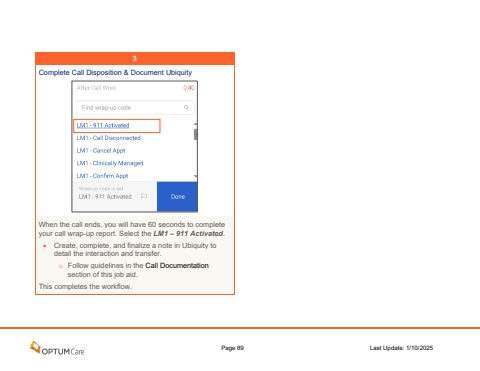 3
Complete Call Disposition & Document Ubiquity
After Call Work 0:40
Find wrap-up code
LM1 - 911 Activated
LM1 - Call Disconnected
LM1 - Cancel Appt
LM1 - Clinically Managed
LM1 - Confirm Appt
Wrap-up code is set
LM1 - 911 Activated
Done
When the call ends, you will have 60 seconds to complete
your call wrap-up report. Select the LM1 – 911 Activated.
• Create, complete, and finalize a note in Ubiquity to
detail the interaction and transfer.
o Follow guidelines in the Call Documentation
section of this job aid.
This completes the workflow.
OPTUM Care
Page 89
Last Update: 1/10/2025